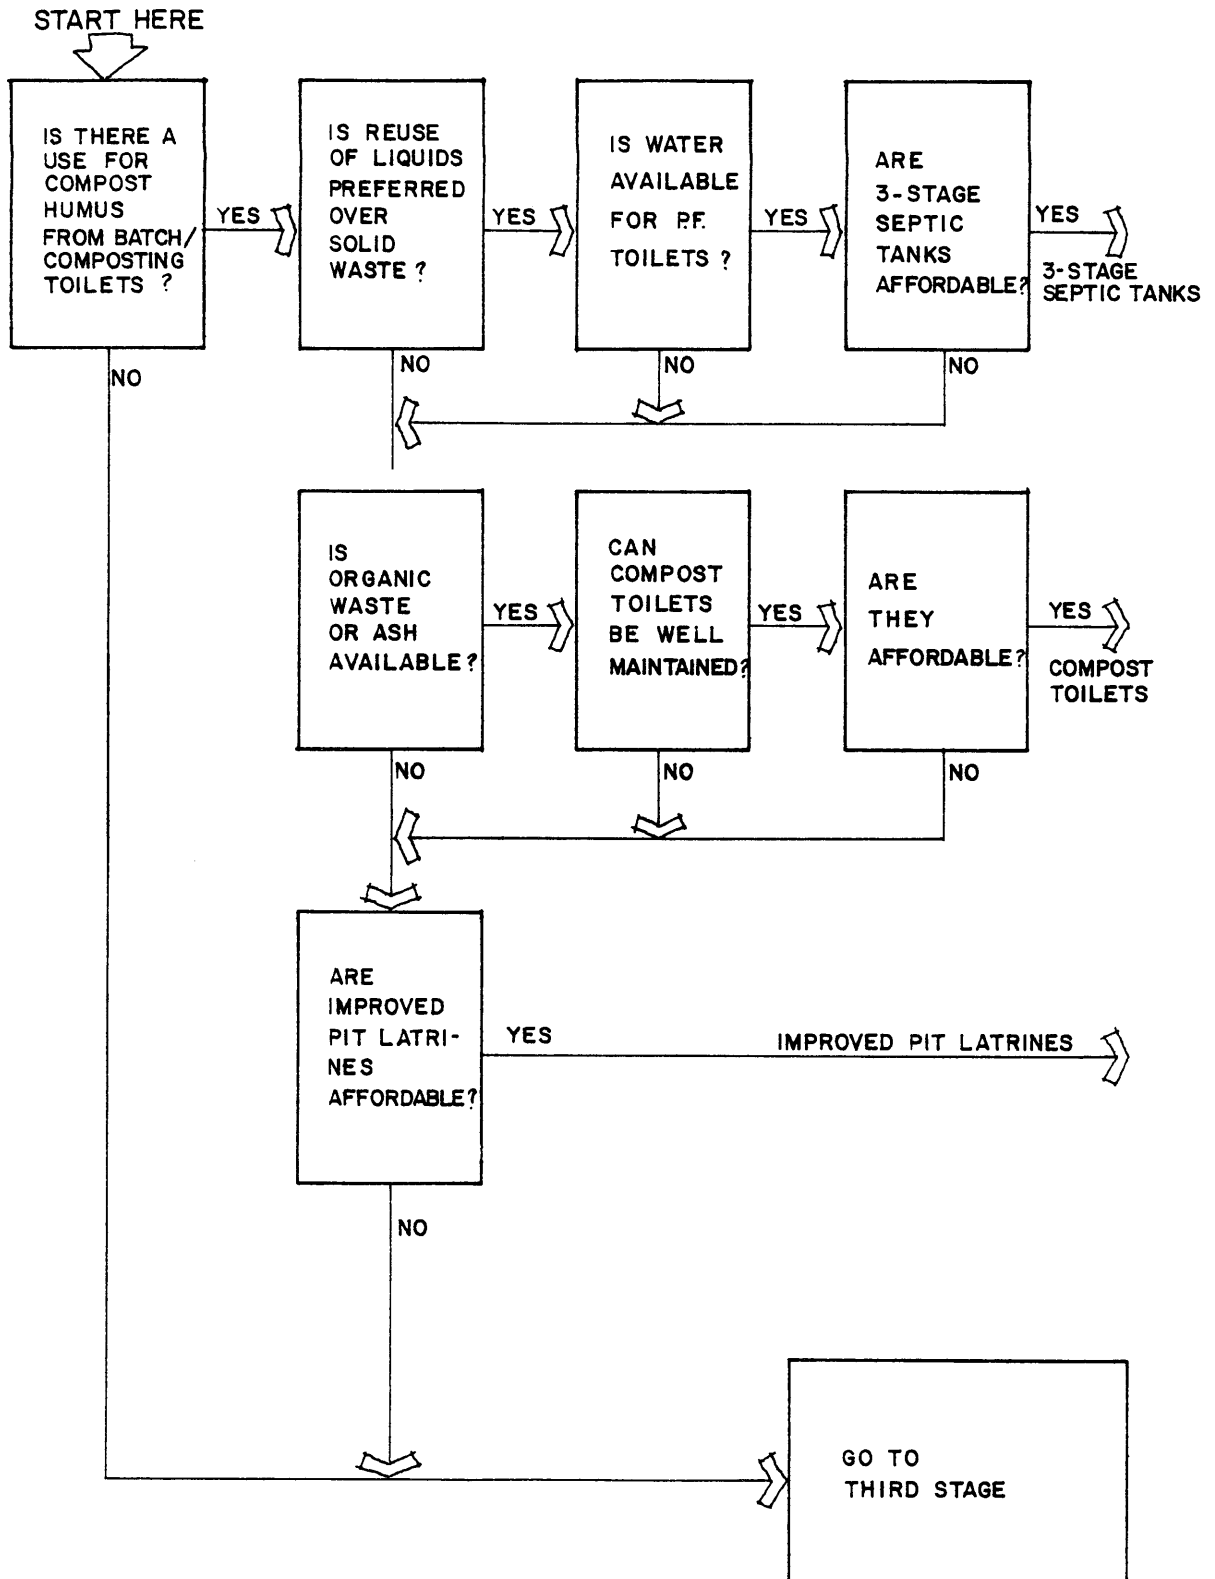 START HERE
IS THERE A
USE FOR
COMPOST
HUMUS
FROM BATCH/
COMPOSTING
TOILETS ?
YES
IS REUSE
OF LIQUIDS
PREFERRED
OVER
SOLID
WASTE ?
YES
IS WATER
AVAILABLE
FOR P.F.
TOILETS ?
YES
ARE
3-STAGE
SEPTIC
TANKS
AFFORDABLE?
YES
3-STAGE
SEPTIC TANKS
NO
NO
NO
NO
IS
ORGANIC
WASTE
OR ASH
AVAILABLE?
YES
CAN
COMPOST
TOILETS
BE WELL
MAINTAINED?
YES
ARE
THEY
AFFORDABLE?
YES
COMPOST
TOILETS
NO
NO
NO
ARE
IMPROVED
PIT LATRI-
NES
AFFORDABLE?
YES
IMPROVED PIT LATRINES
NO
GO TO
THIRD STAGE